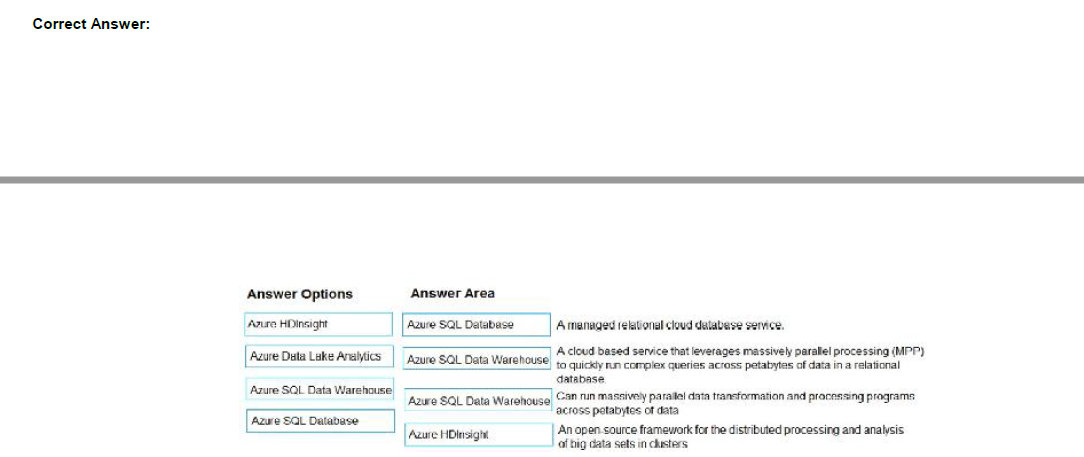 Correct Answer:
Answer Options
Answer Area
Azure HDInsight
Azure SQL Database
A managed relational cloud database service.
Azure Data Lake Analytics
Azure SQL Data Warehouse
A cloud based service that leverages massively parallel processing (MPP)
to quickly run complex queries across petabytes of data in a relational
database
Azure SQL Data Warehouse
Azure SQL Data Warehouse
Can run massively parallel data transformation and processing programs
across petabytes of data
Azure SQL Database
Azure HDInsight
An open-source framework for the distributed processing and analysis
of big data sets in clusters